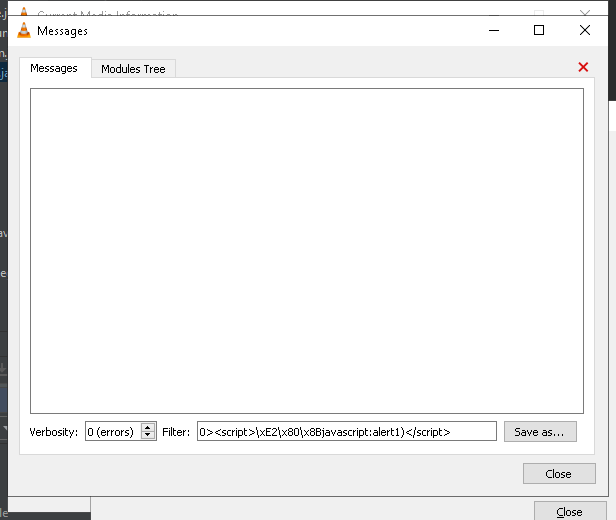 Current Media Information
Messages
Messages
Modules Tree
Verbosity:
0 (errors)
Filter:
0><script>\xE2\x80\x8Bjavascript:alert1)</script>
Save as...
Close
Close